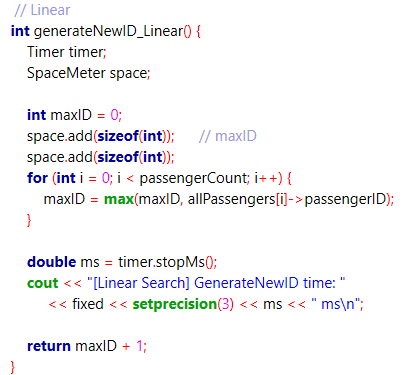 // Linear
int generateNewID_Linear() {
    Timer timer;
    SpaceMeter space;

    int maxID = 0;
    space.add(sizeof(int));      // maxID
    space.add(sizeof(int));
    for (int i = 0; i < passengerCount; i++) {
        maxID = max(maxID, allPassengers[i]->passengerID);
    }

    double ms = timer.stopMs();
    cout << "[Linear Search] GenerateNewID time: "
         << fixed << setprecision(3) << ms << " ms\n";

    return maxID + 1;
}